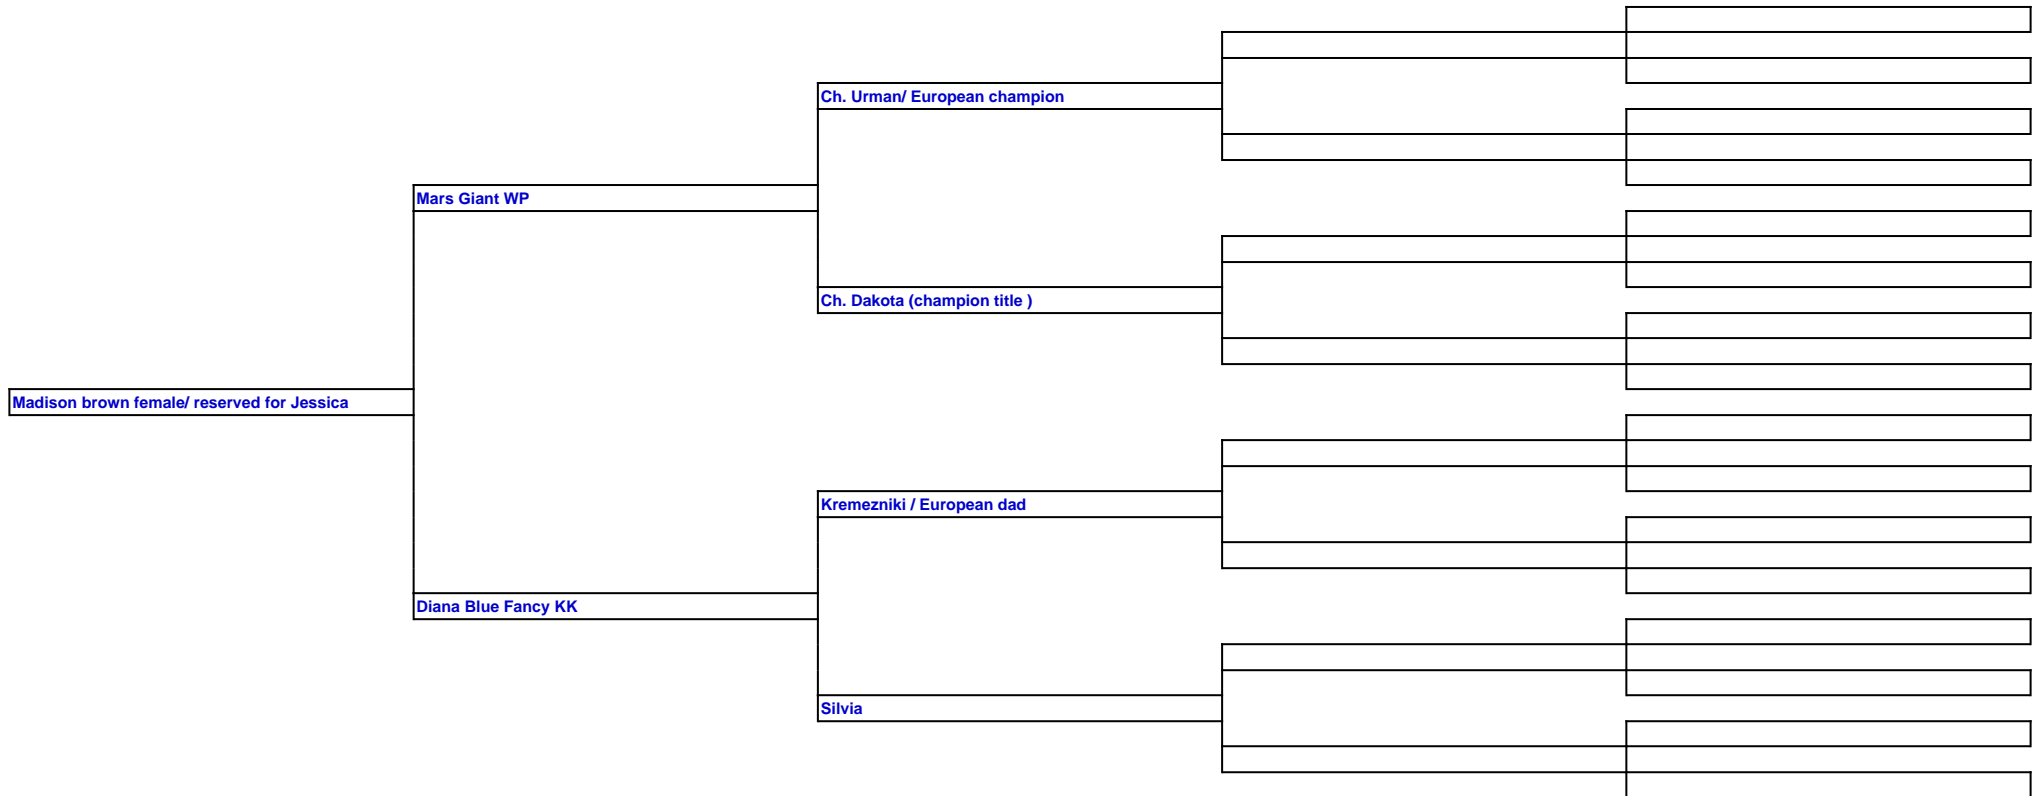 Ch. Urman/ European champion
Mars Giant WP
Ch. Dakota (champion title )
Madison brown female/ reserved for Jessica
Kremezniki / European dad
Diana Blue Fancy KK
Silvia